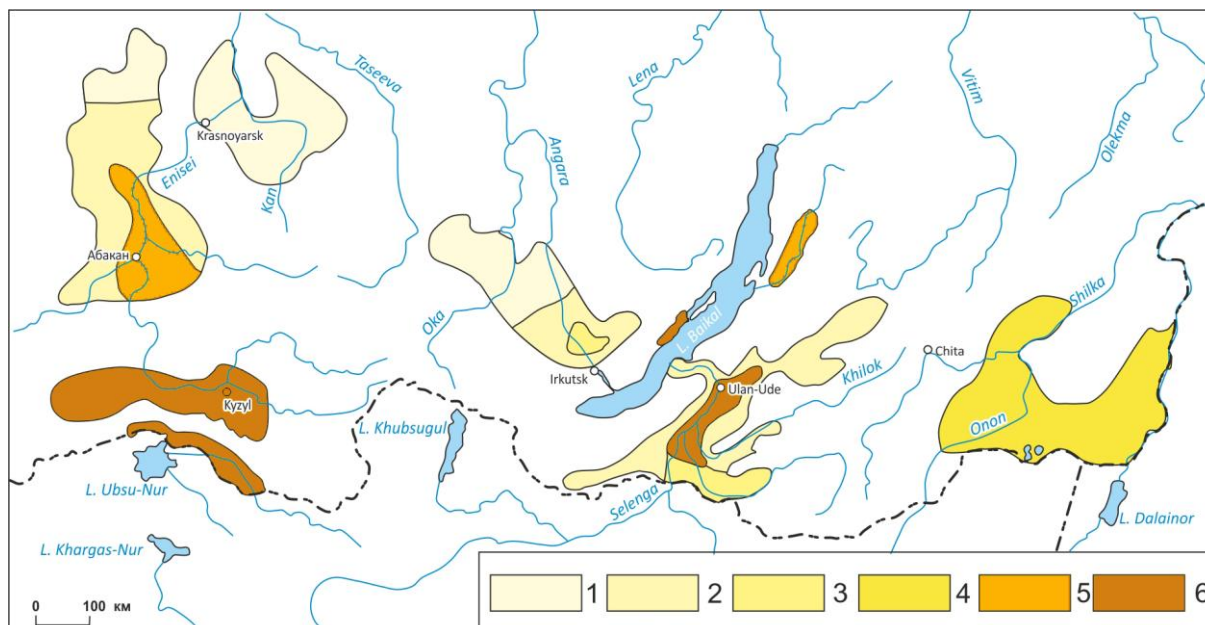 Taseeva
Lena
Vitim
Olekma
Krasnoyarsk
Enisei
Kan
Angara
Абакан
Oka
L. Baikal
Shilka
Irkutsk
Chita
Khilok
Ulan-Ude
Kyzyl
L. Khubsugul
Onon
L. Ubsu-Nur
Selenga
L. Dalainor
L. Khargas-Nur
1 2 3 4 5 6
0 100 км